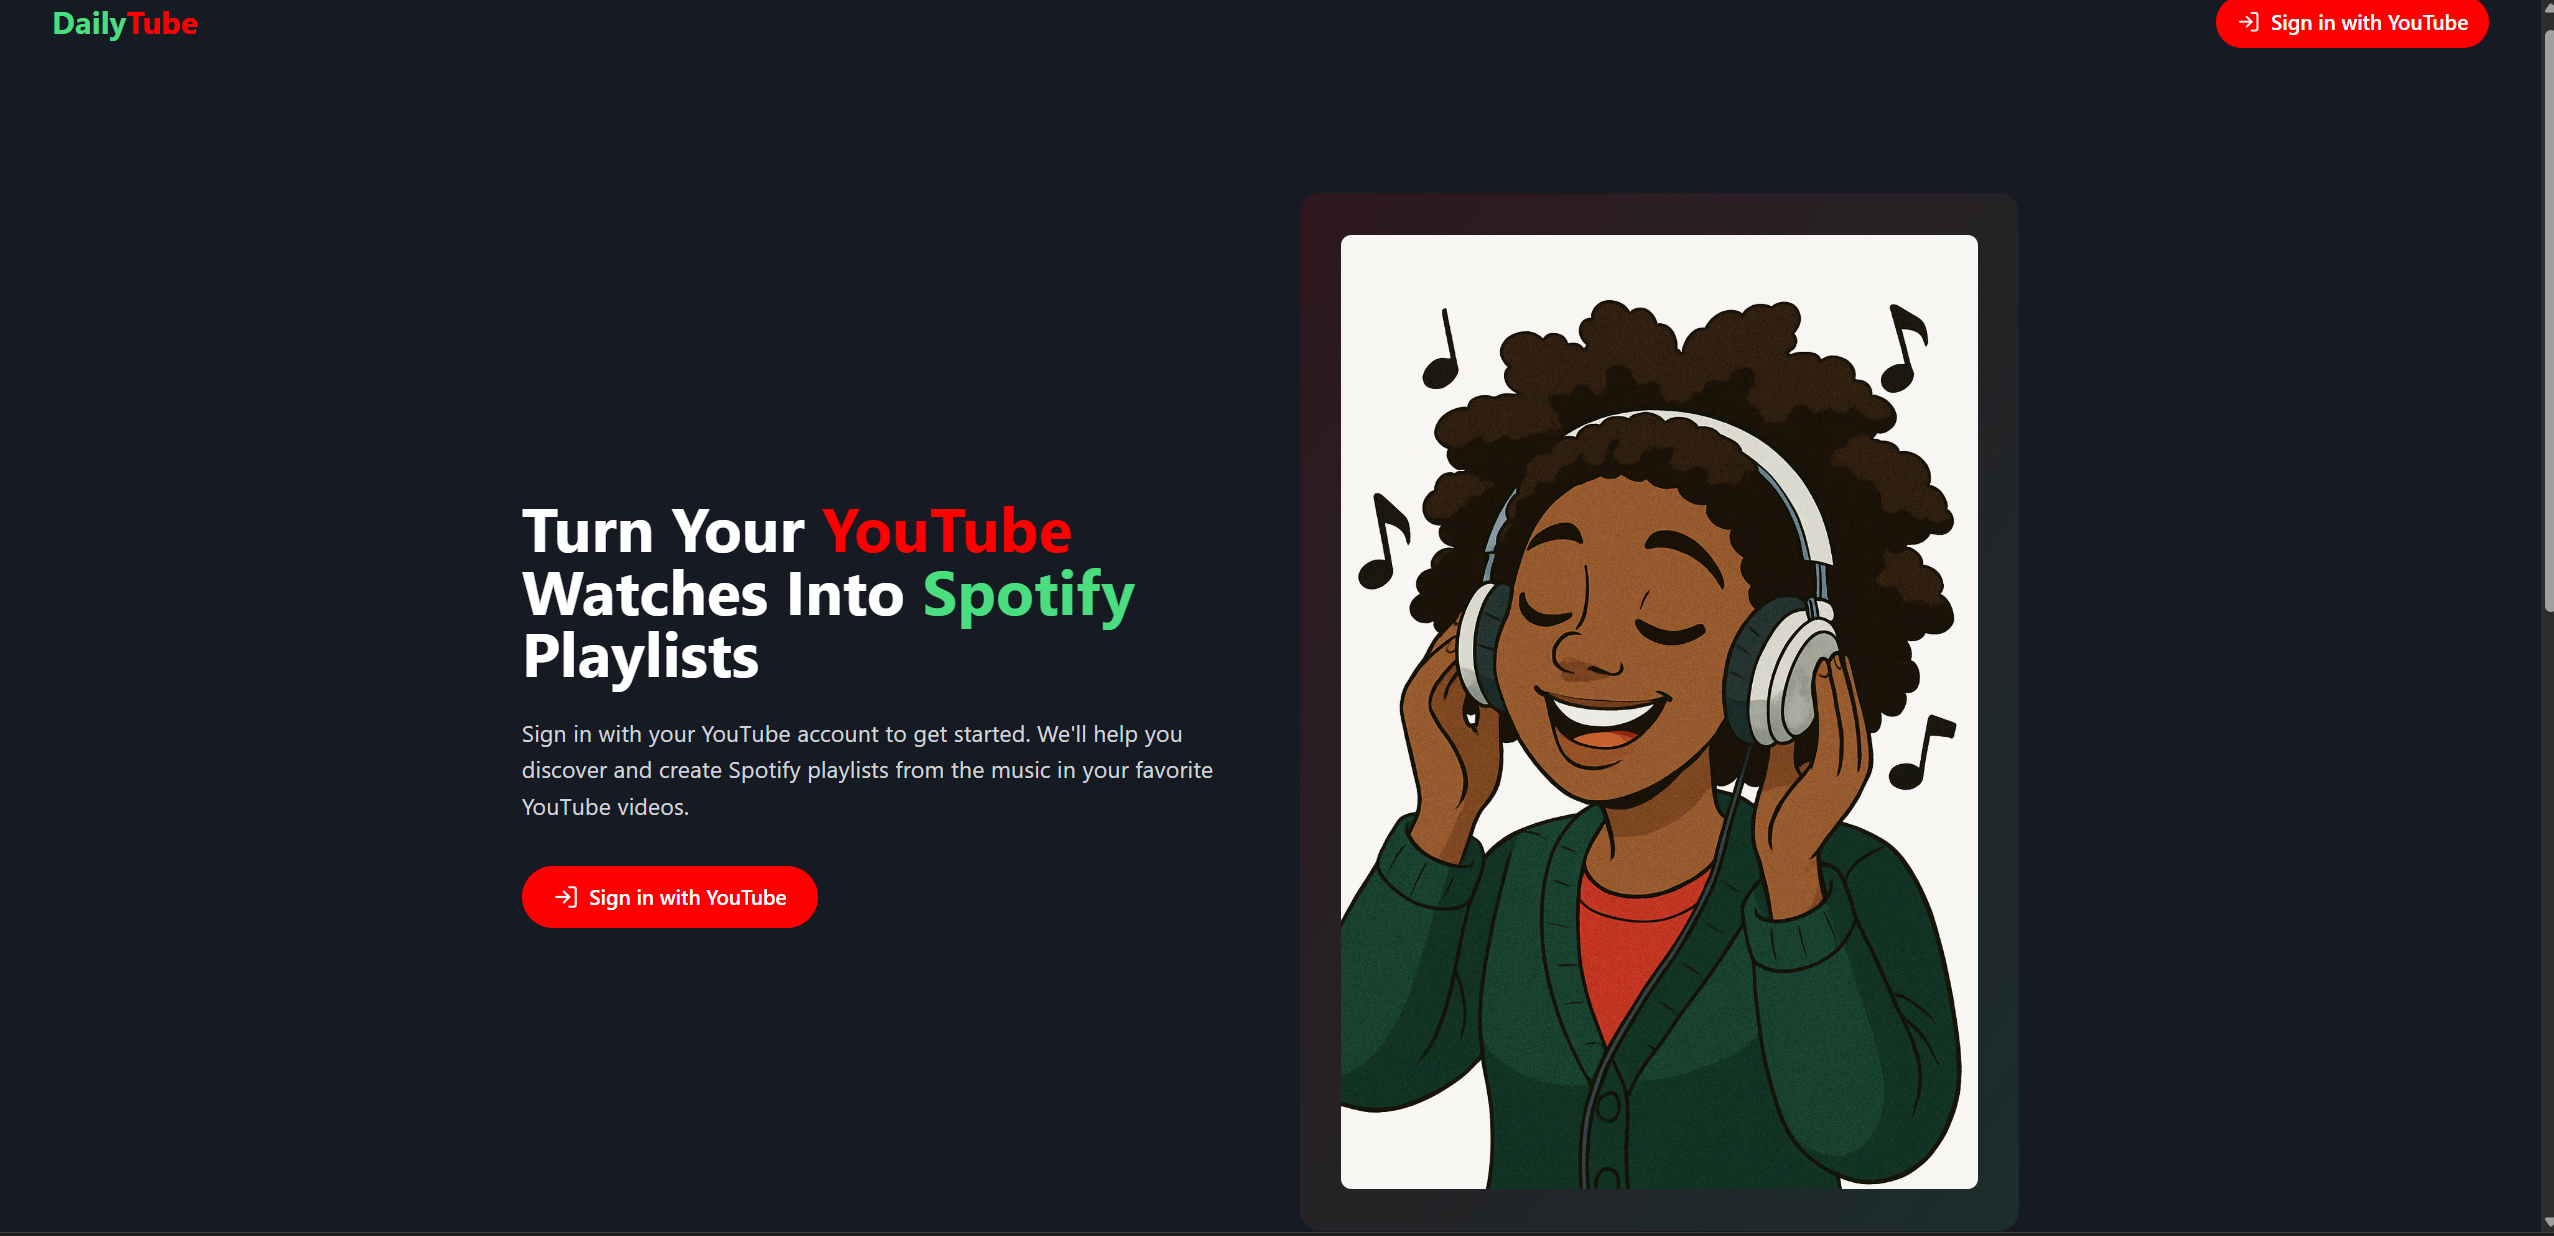 DailyTube
Sign in with YouTube
Turn Your YouTube
Watches Into Spotify
Playlists
Sign in with your YouTube account to get started. We'll help you
discover and create Spotify playlists from the music in your favorite
YouTube videos.
Sign in with YouTube